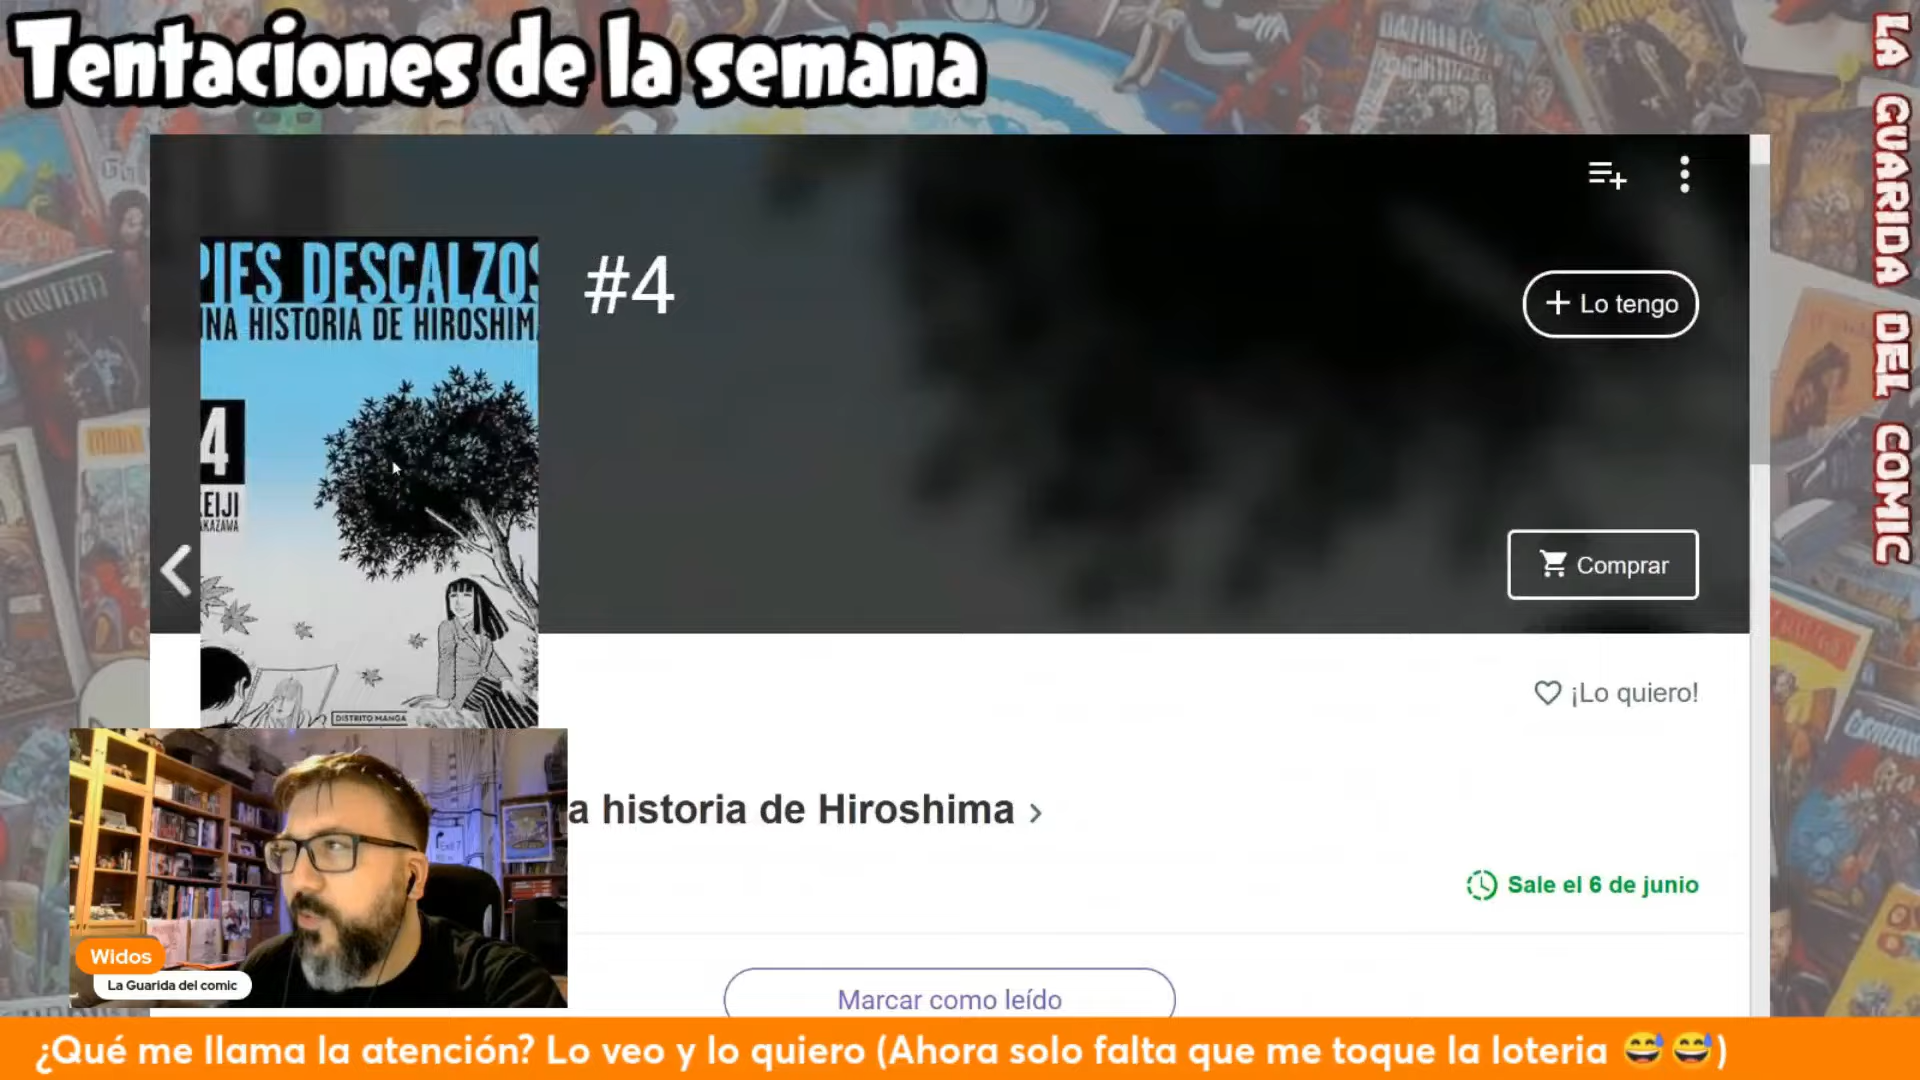 Tentaciones de la semana
LA GUARIDA DEL COMIC
PIES DESCALZOS
UNA HISTORIA DE HIROSHIMA
4
KEIJI
NAKAZAWA
DISTRITO MANGA
#4
+ Lo tengo
Comprar
¡Lo quiero!
a historia de Hiroshima ›
Sale el 6 de junio
Marcar como leído
Widos
La Guarida del comic
¿Qué me llama la atención? Lo veo y lo quiero (Ahora solo falta que me toque la loteria 😅😅)